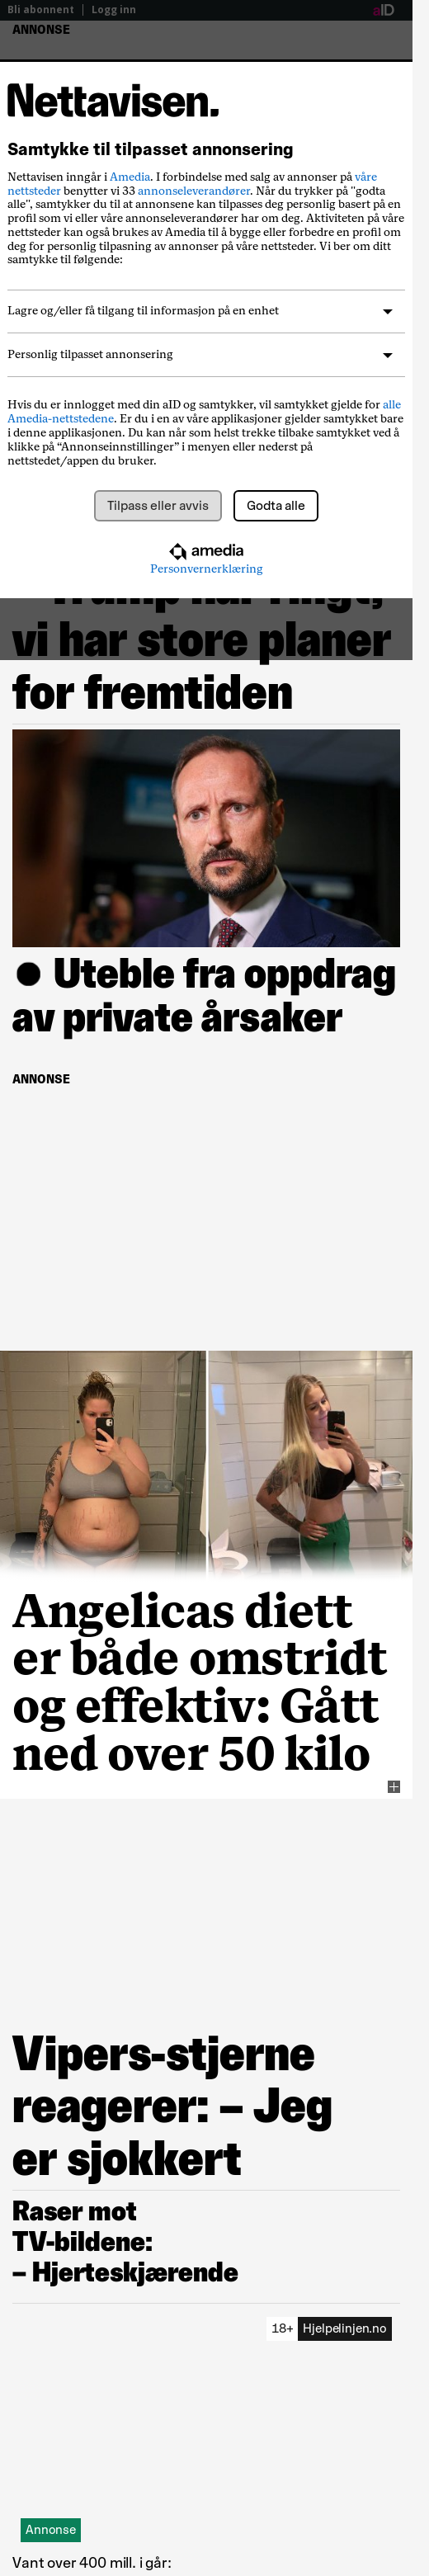 Bli abonnent | Logg inn
aID
ANNONSE
Nettavisen.
Samtykke til tilpasset annonsering
Nettavisen inngår i Amedia. I forbindelse med salg av annonser på våre
nettsteder benytter vi 33 annonseleverandører. Når du trykker på "godta
alle", samtykker du til at annonsene kan tilpasses deg personlig basert på en
profil som vi eller våre annonseleverandører har om deg. Aktiviteten på våre
nettsteder kan også brukes av Amedia til å bygge eller forbedre en profil om
deg for personlig tilpasning av annonser på våre nettsteder. Vi ber om ditt
samtykke til følgende:
Lagre og/eller få tilgang til informasjon på en enhet
Personlig tilpasset annonsering
Hvis du er innlogget med din aID og samtykker, vil samtykket gjelde for alle
Amedia-nettstedene. Er du i en av våre applikasjoner gjelder samtykket bare
i denne applikasjonen. Du kan når som helst trekke tilbake samtykket ved å
klikke på “Annonseinnstillinger” i menyen eller nederst på
nettstedet/appen du bruker.
Tilpass eller avvis
Godta alle
amedia
Personvernerklæring
vi har store planer
for fremtiden
Uteble fra oppdrag
av private årsaker
ANNONSE
Angelicas diett
er både omstridt
og effektiv: Gått
ned over 50 kilo
Vipers-stjerne
reagerer: – Jeg
er sjokkert
Raser mot
TV-bildene:
– Hjerteskjærende
18+ Hjelpelinjen.no
Annonse
Vant over 400 mill. i går: